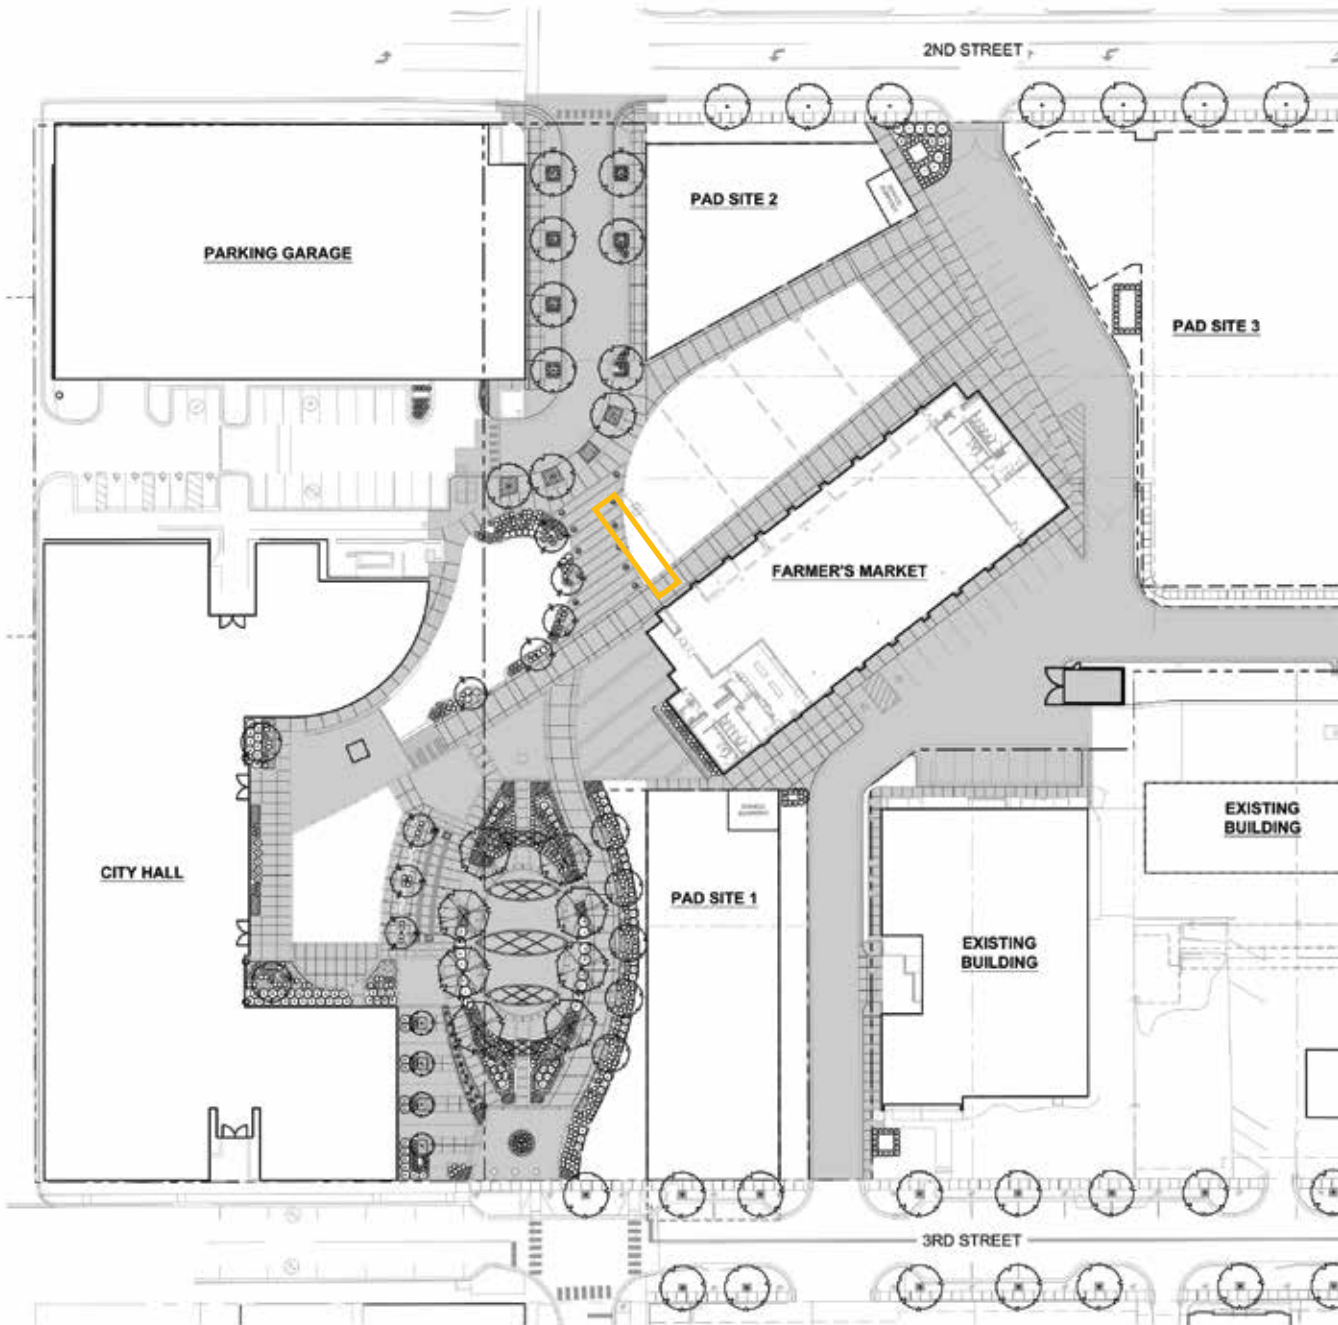 2ND STREET
PAD SITE 2
PARKING GARAGE
PAD SITE 3
FARMER'S MARKET
EXISTING
BUILDING
CITY HALL
PAD SITE 1
EXISTING
BUILDING
3RD STREET